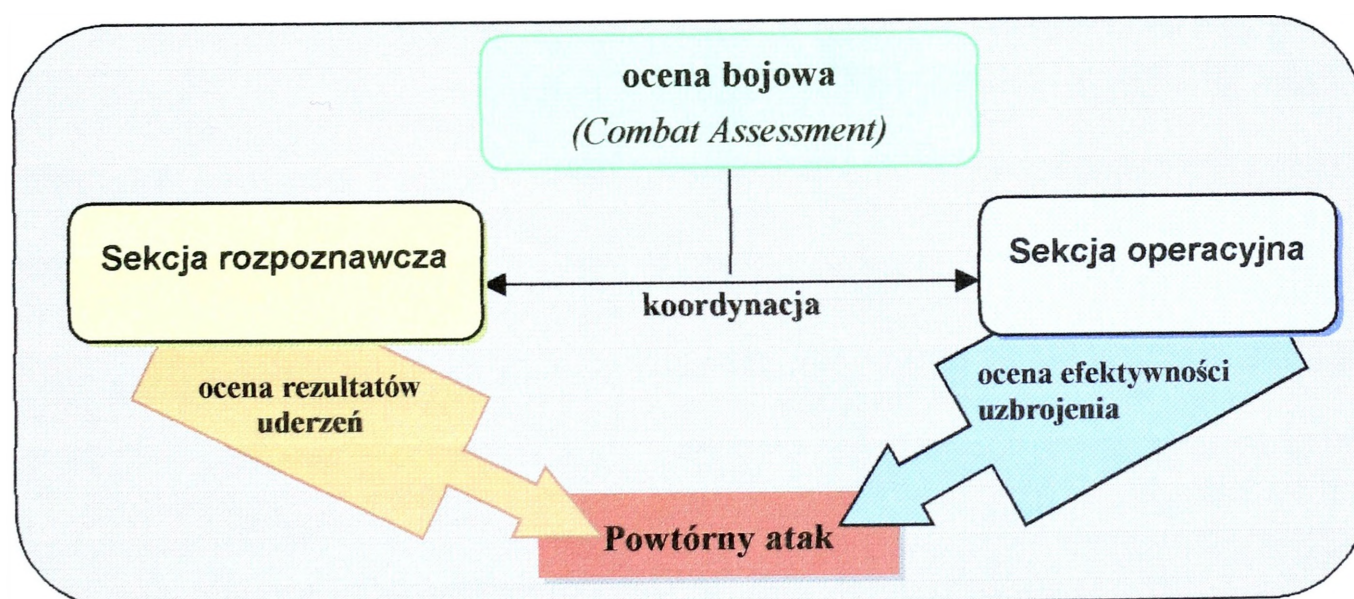 ocena bojowa
(Combat Assessment)
Sekcja rozpoznawcza
Sekcja operacyjna
koordynacja
ocena rezultatów
uderzeń
ocena efektywności
uzbrojenia
Powtórny atak